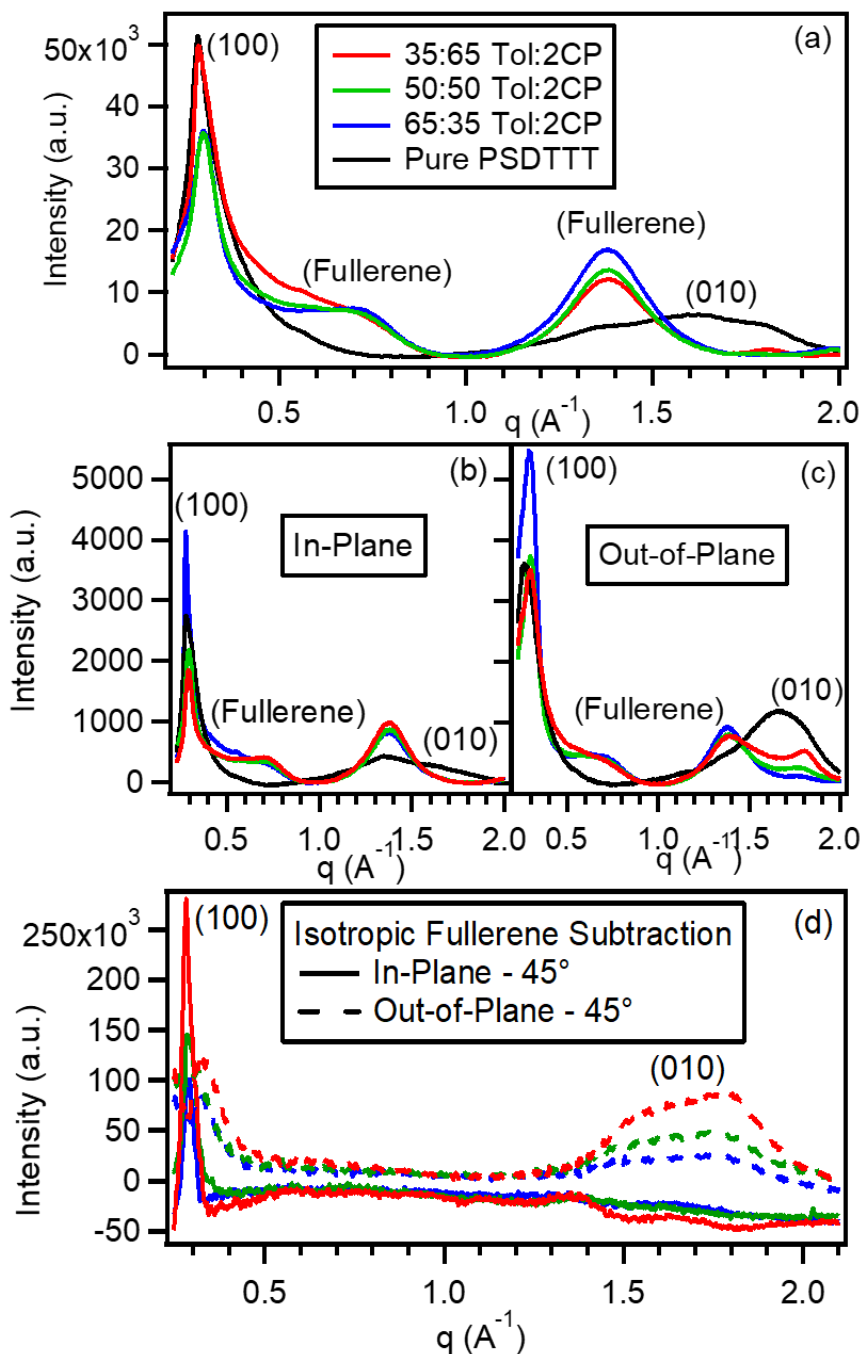 (a)
50x10³
40
30
20
10
0
Intensity (a.u.)
(100)
35:65 Tol:2CP
50:50 Tol:2CP
65:35 Tol:2CP
Pure PSDTTT
(Fullerene)
(Fullerene)
(010)
0.5 1.0 1.5 2.0
q (A⁻¹)
(b)
5000
4000
3000
2000
1000
0
Intensity (a.u.)
(100)
In-Plane
(Fullerene)
(010)
0.5 1.0 1.5 2.0
q (A⁻¹)
(c)
(100)
Out-of-Plane
(Fullerene)
(010)
0.5 1.0 1.5 2.0
q (A⁻¹)
(d)
250x10³
150
100
50
0
-50
Intensity (a.u.)
(100)
Isotropic Fullerene Subtraction
In-Plane - 45°
Out-of-Plane - 45°
(010)
0.5 1.0 1.5 2.0
q (A⁻¹)